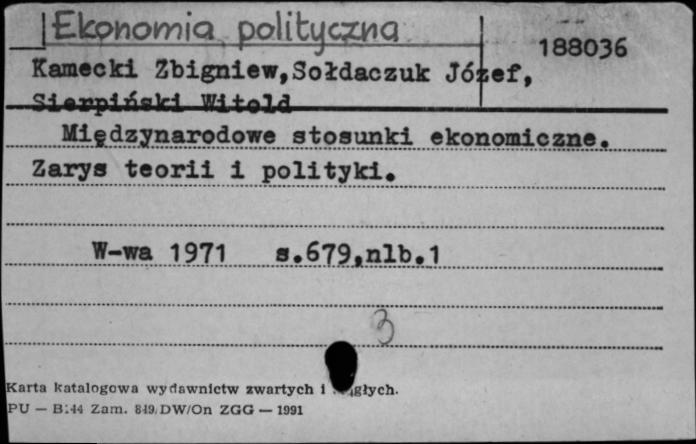 Ekonomia polityczna
188036
Kamecki Zbigniew,Sołdaczuk Józef,
Sierpiński Witold
Międzynarodowe stosunki ekonomiczne.
Zarys teorii i polityki.
W-wa 1971 s.679,nlb.1
3
Karta katalogowa wydawnictw zwartych i
PU — B.44 Zam. 849/DW/On ZGG — 1991